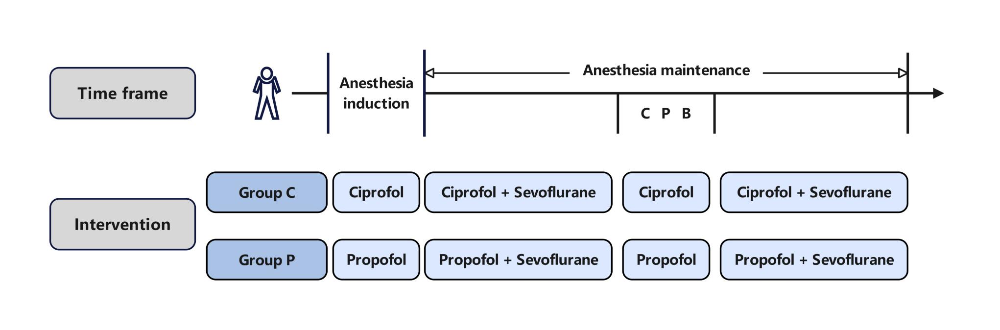 Time frame
Anesthesia
induction
Anesthesia maintenance
C P B
Intervention
Group C
Ciprofol
Ciprofol + Sevoflurane
Ciprofol
Ciprofol + Sevoflurane
Group P
Propofol
Propofol + Sevoflurane
Propofol
Propofol + Sevoflurane